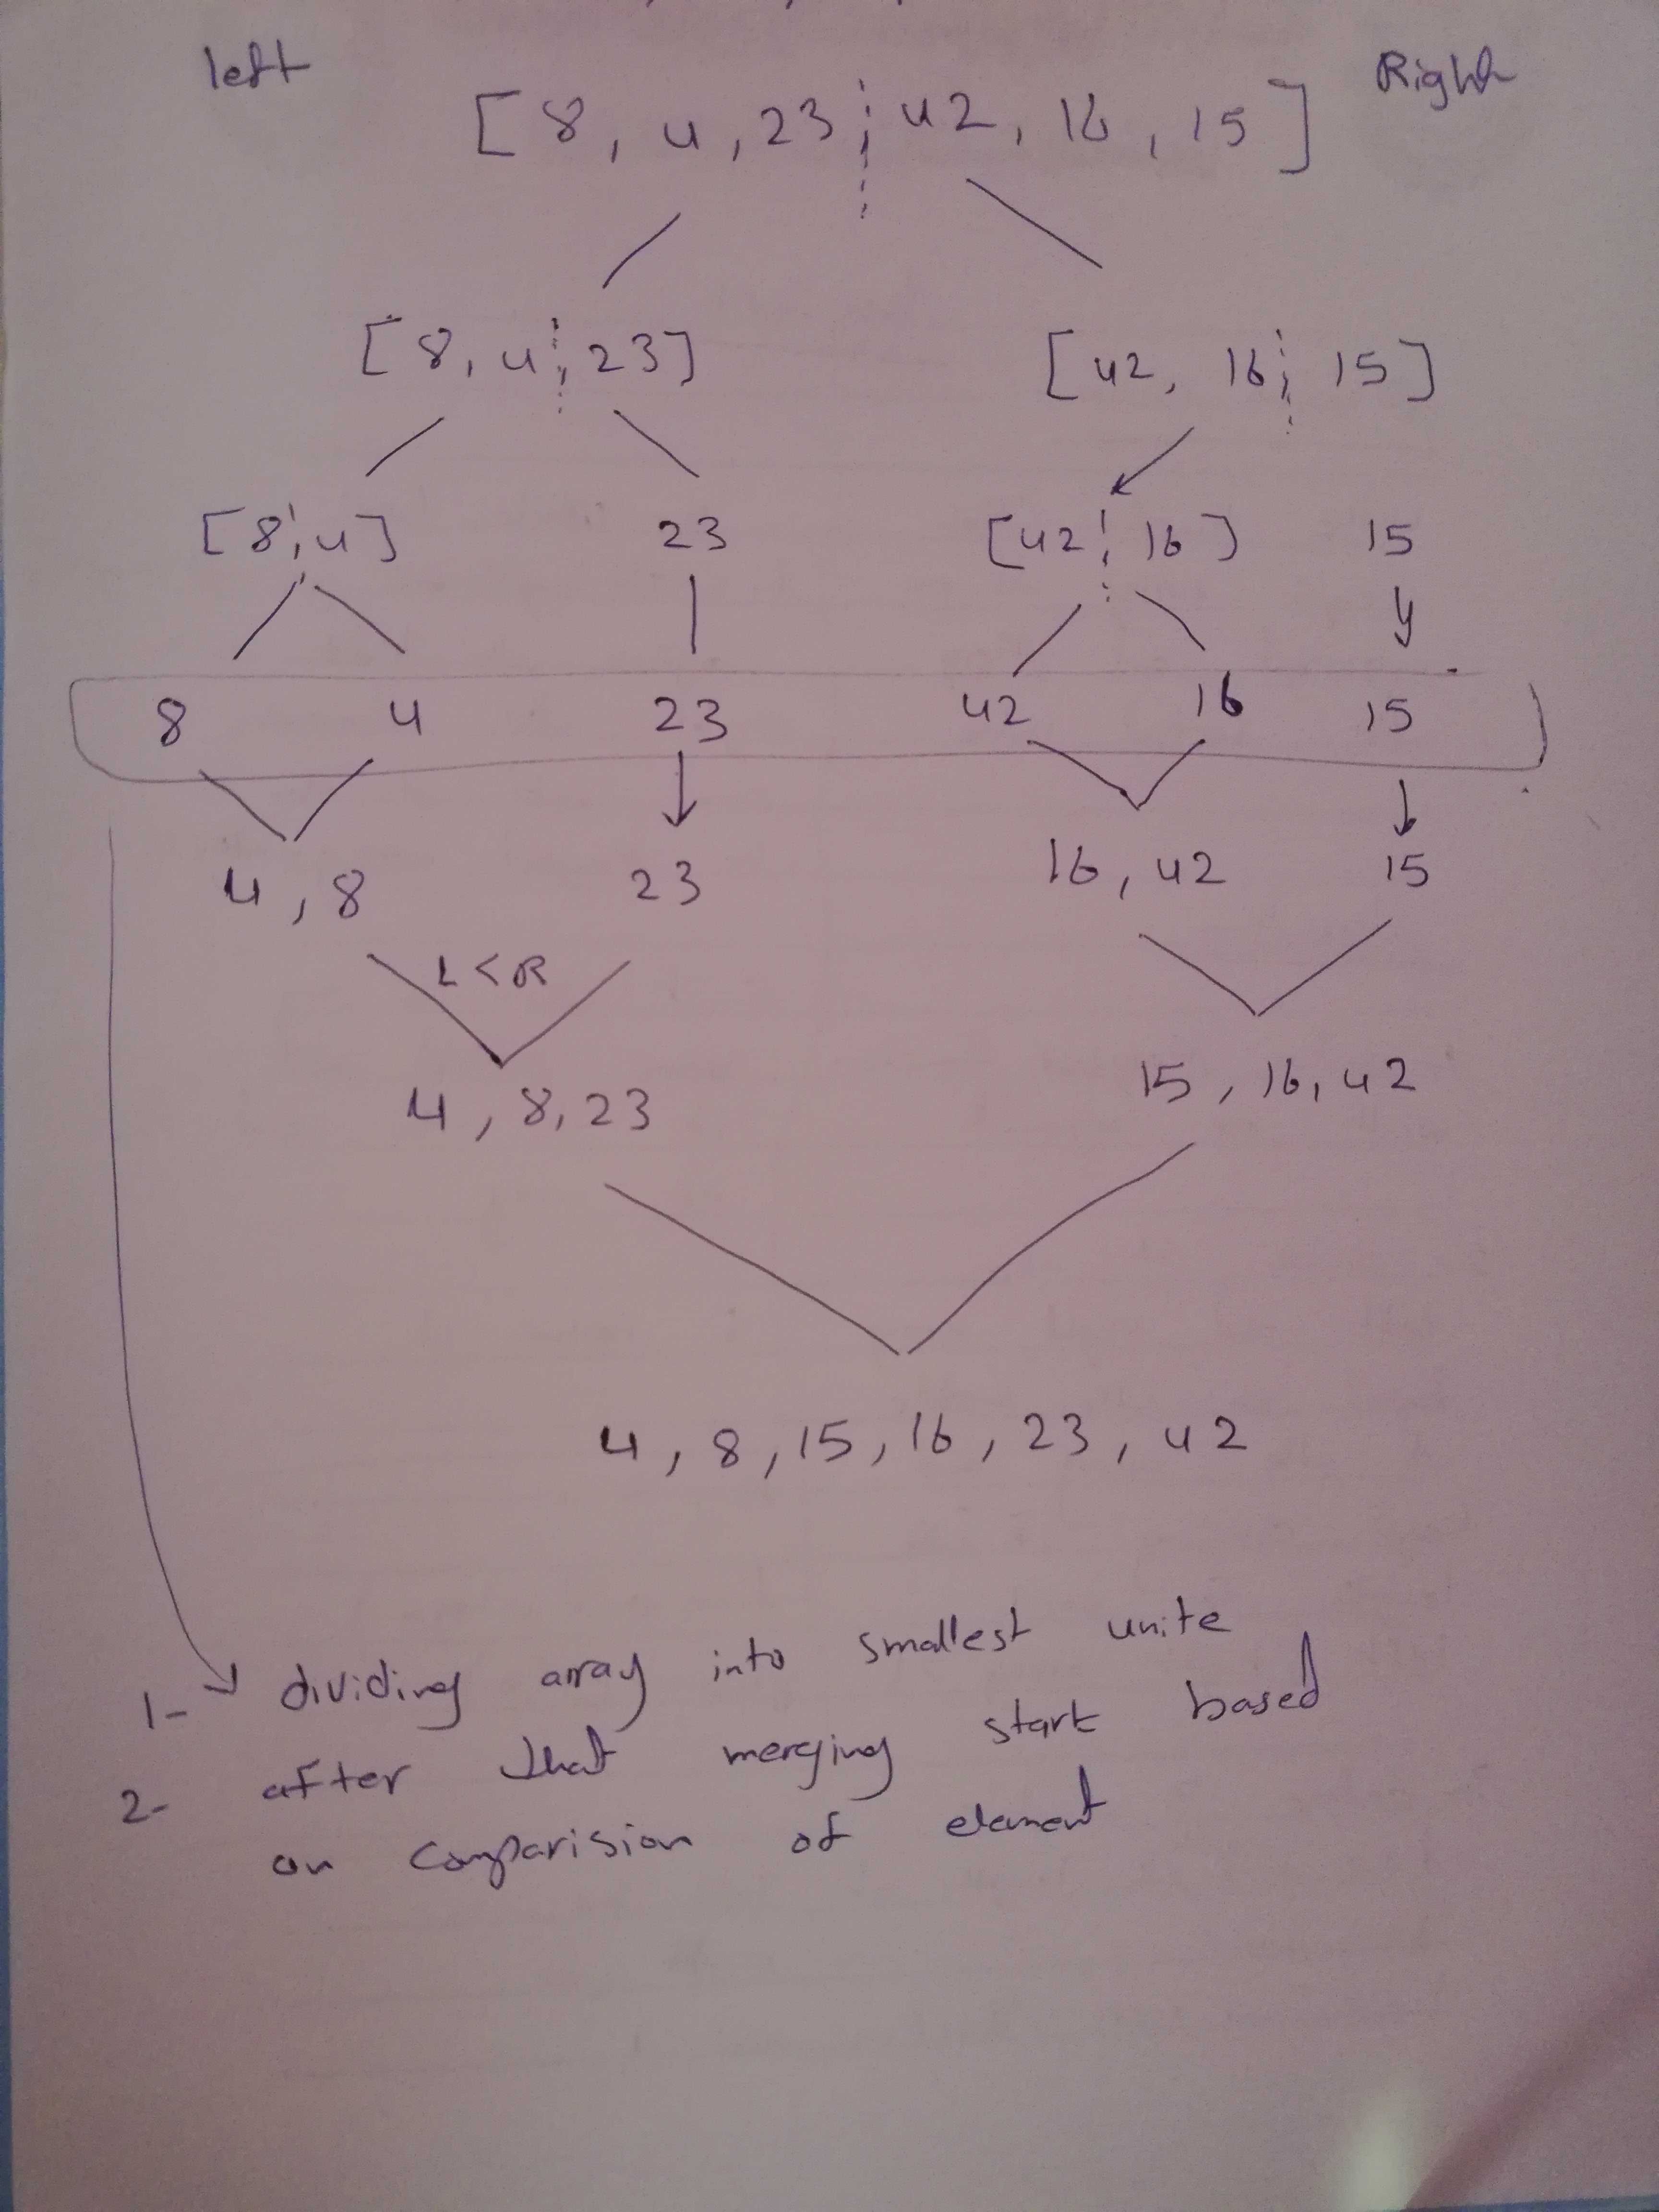 left
Right
[8, 4, 23, 42, 16, 15]
[8, 4, 23]
[42, 16, 15]
[8, 4]
23
[42, 16]
15
8 4 23 42 16 15
4, 8
23
16, 42
15
L<R
4, 8, 23
15, 16, 42
4, 8, 15, 16, 23, 42
1- dividing array into smallest unite
2- after that merging start based
on comparision of element